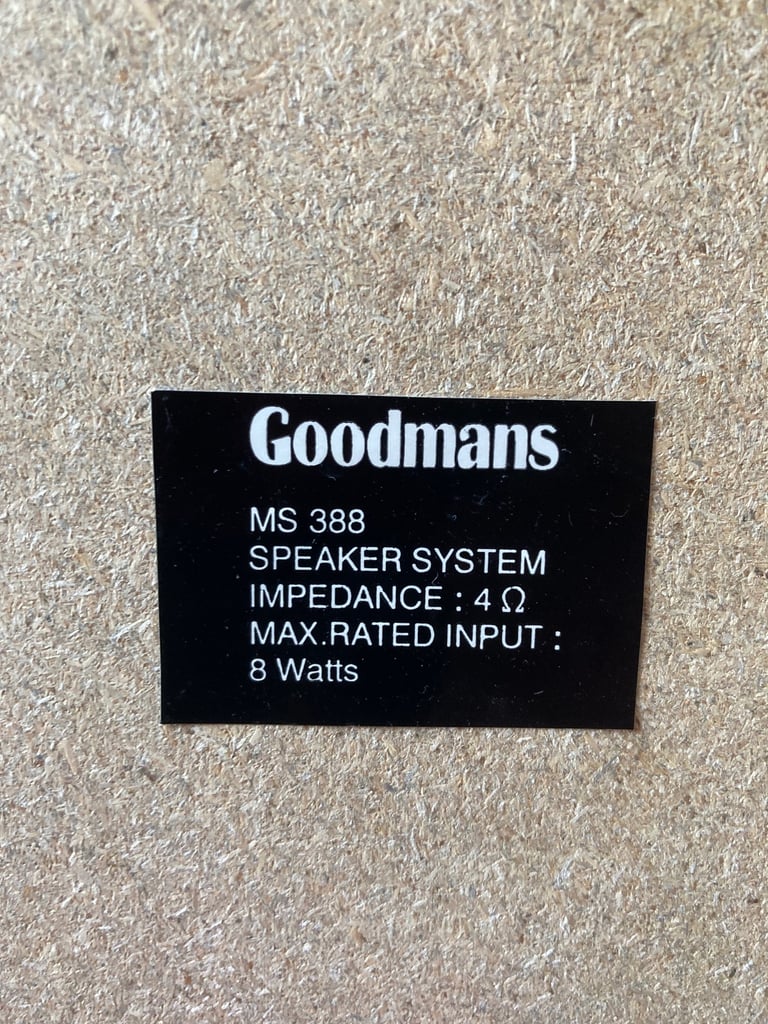 Goodmans
MS 388
SPEAKER SYSTEM
IMPEDANCE : 4 Ω
MAX.RATED INPUT :
8 Watts